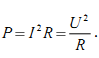 P = I²R = U²/R.